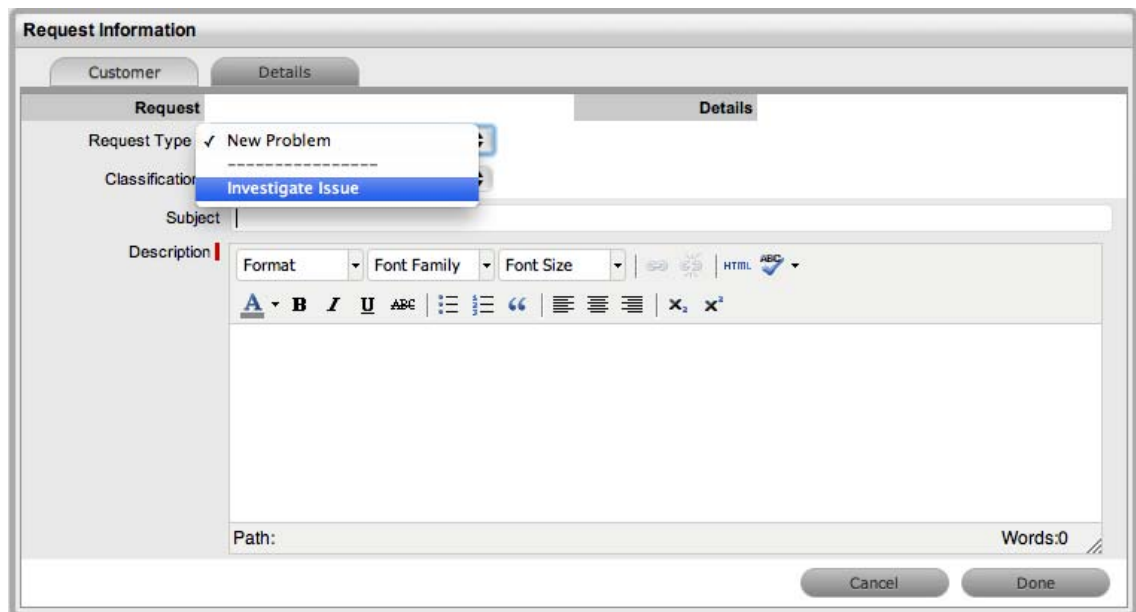 Request Information
Customer Details
Request Details
Request Type ✓ New Problem
----------------
Classification Investigate Issue
Subject
Description
Format Font Family Font Size HTML ABC
A B I U ABC “ x₂ x²
Path: Words:0
Cancel Done